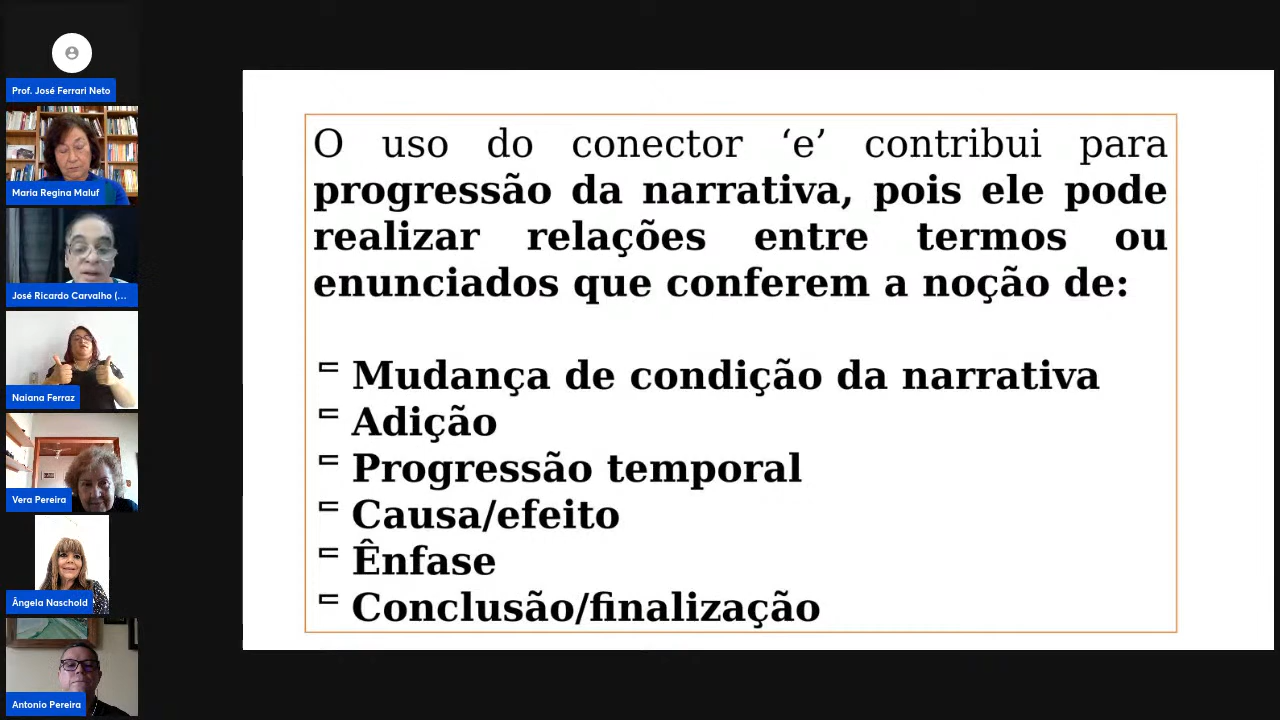 Prof. José Ferrari Neto
Maria Regina Maluf
José Ricardo Carvalho (...
Naiana Ferraz
Vera Pereira
Ângela Naschold
Antonio Pereira
O uso do conector ‘e’ contribui para
progressão da narrativa, pois ele pode
realizar relações entre termos ou
enunciados que conferem a noção de:
= Mudança de condição da narrativa
= Adição
= Progressão temporal
= Causa/efeito
= Ênfase
= Conclusão/finalização